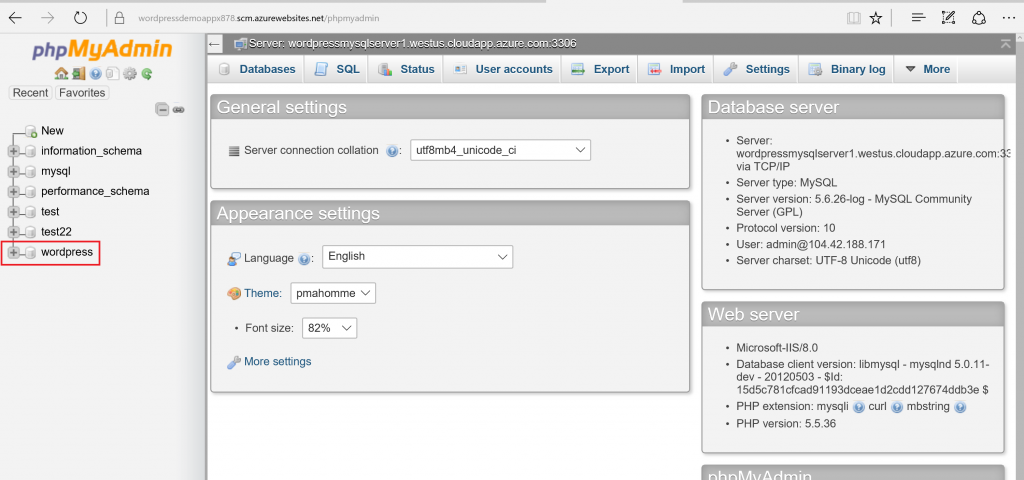 wordpressdemoappx878.scm.azurewebsites.net/phpmyadmin
phpMyAdmin
Recent Favorites
New
information_schema
mysql
performance_schema
test
test22
wordpress
Server: wordpressmysqlserver1.westus.cloudapp.azure.com:3306
Databases SQL Status User accounts Export Import Settings Binary log More
General settings
Server connection collation : utf8mb4_unicode_ci
Appearance settings
Language : English
Theme: pmahomme
• Font size: 82%
More settings
Database server
• Server:
wordpressmysqlserver1.westus.cloudapp.azure.com:33
via TCP/IP
• Server type: MySQL
• Server version: 5.6.26-log - MySQL Community
Server (GPL)
• Protocol version: 10
• User: admin@104.42.188.171
• Server charset: UTF-8 Unicode (utf8)
Web server
• Microsoft-IIS/8.0
• Database client version: libmysql - mysqlnd 5.0.11-
dev - 20120503 - $Id:
15d5c781cfcad91193dceae1d2cdd127674ddb3e $
• PHP extension: mysqli curl mbstring
• PHP version: 5.5.36
phpMyAdmin